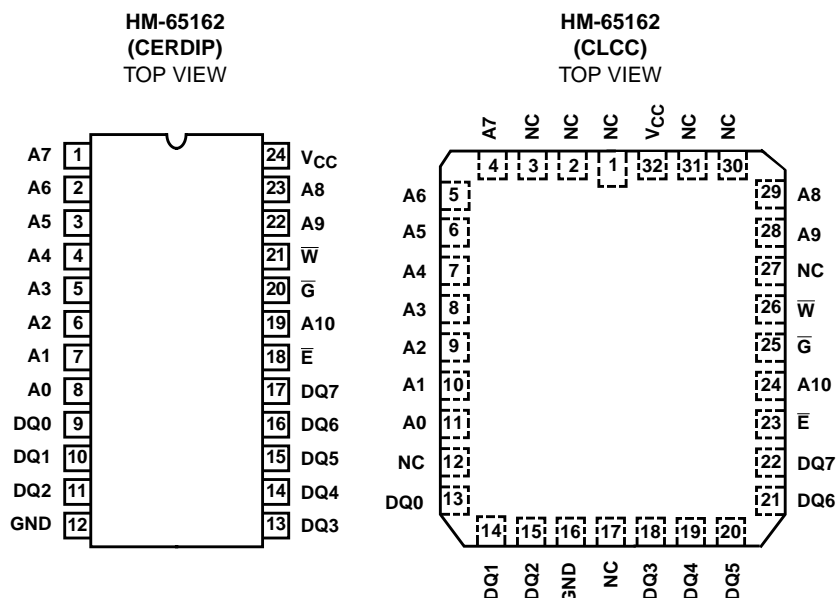 HM-65162
(CERDIP)
TOP VIEW
A7 1
A6 2
A5 3
A4 4
A3 5
A2 6
A1 7
A0 8
DQ0 9
DQ1 10
DQ2 11
GND 12
24 VCC
23 A8
22 A9
21 W̅
20 G̅
19 A10
18 E̅
17 DQ7
16 DQ6
15 DQ5
14 DQ4
13 DQ3
HM-65162
(CLCC)
TOP VIEW
A7 NC NC NC VCC NC NC
4 3 2 1 32 31 30
A6 5
A5 6
A4 7
A3 8
A2 9
A1 10
A0 11
NC 12
DQ0 13
29 A8
28 A9
27 NC
26 W̅
25 G̅
24 A10
23 E̅
22 DQ7
21 DQ6
14 15 16 17 18 19 20
DQ1 DQ2 GND NC DQ3 DQ4 DQ5